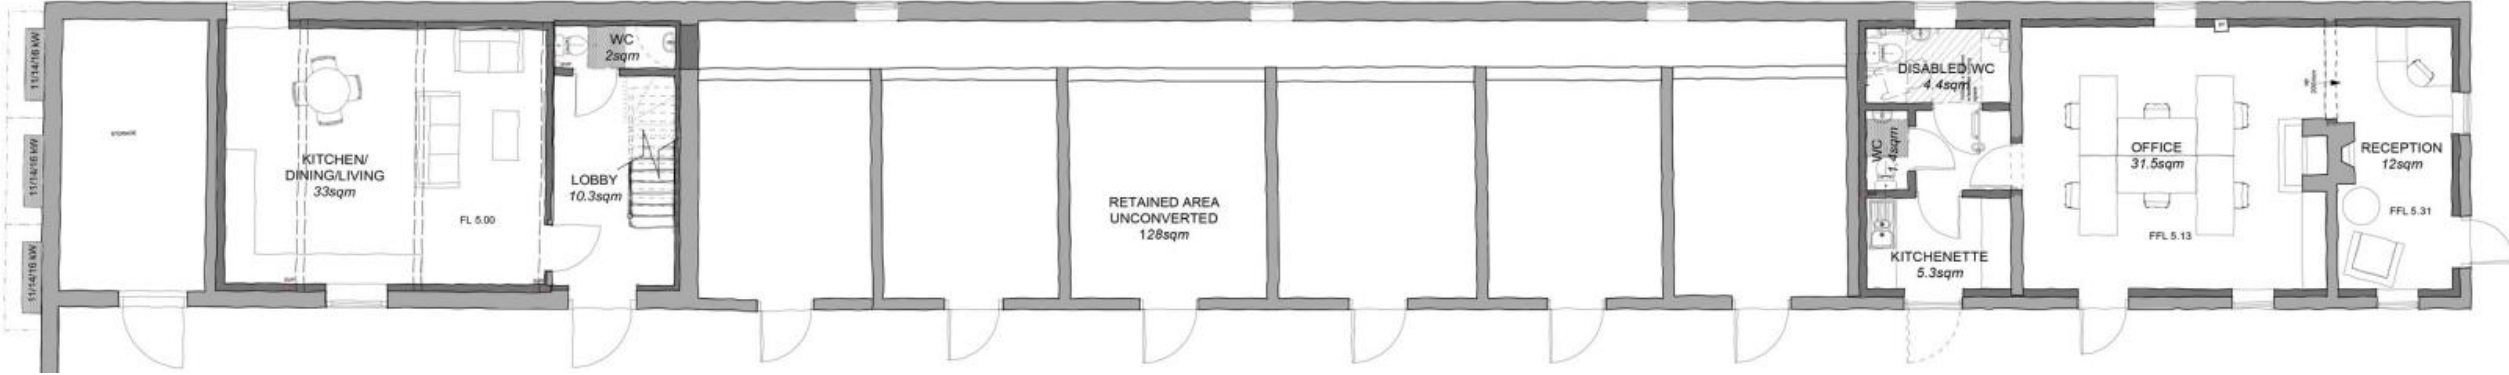 11/14/16 kW
11/14/16 kW
11/14/16 kW
STORAGE
KITCHEN/
DINING/LIVING
33sqm
FL 5.00
WC
2sqm
LOBBY
10.3sqm
RETAINED AREA
UNCONVERTED
128sqm
DISABLED WC
4.4sqm
WC
1.4sqm
KITCHENETTE
5.3sqm
OFFICE
31.5sqm
FFL 5.13
RECEPTION
12sqm
FFL 5.31